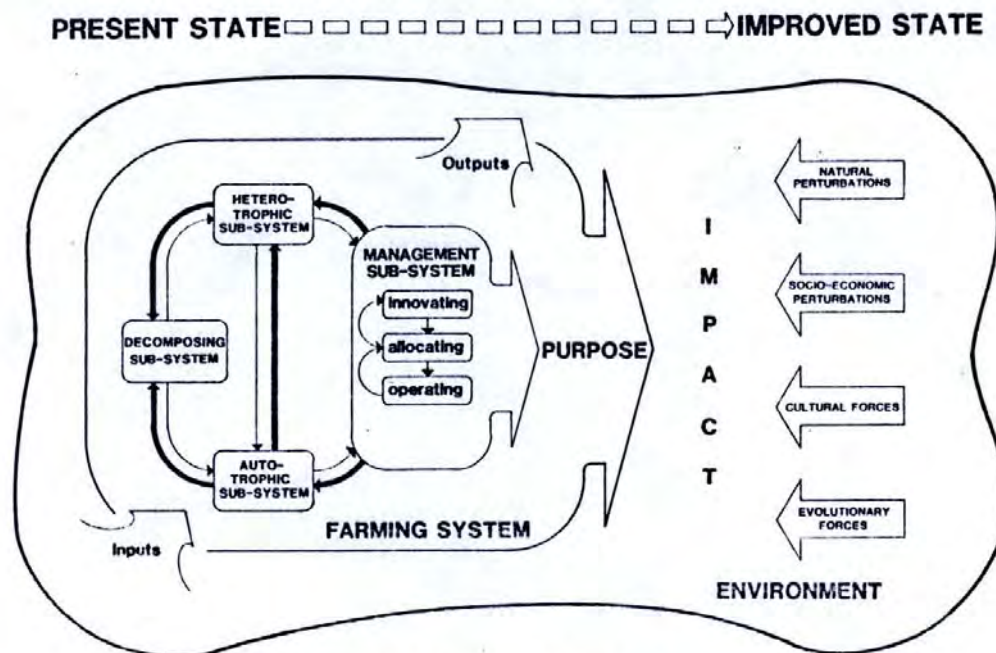 PRESENT STATE IMPROVED STATE
Outputs
HETERO-
TROPHIC
SUB-SYSTEM
MANAGEMENT
SUB-SYSTEM
innovating
allocating
operating
DECOMPOSING
SUB-SYSTEM
AUTO-
TROPHIC
SUB-SYSTEM
Inputs
FARMING SYSTEM
PURPOSE
I
M
P
A
C
T
NATURAL
PERTURBATIONS
SOCIO-ECONOMIC
PERTURBATIONS
CULTURAL FORCES
EVOLUTIONARY
FORCES
ENVIRONMENT